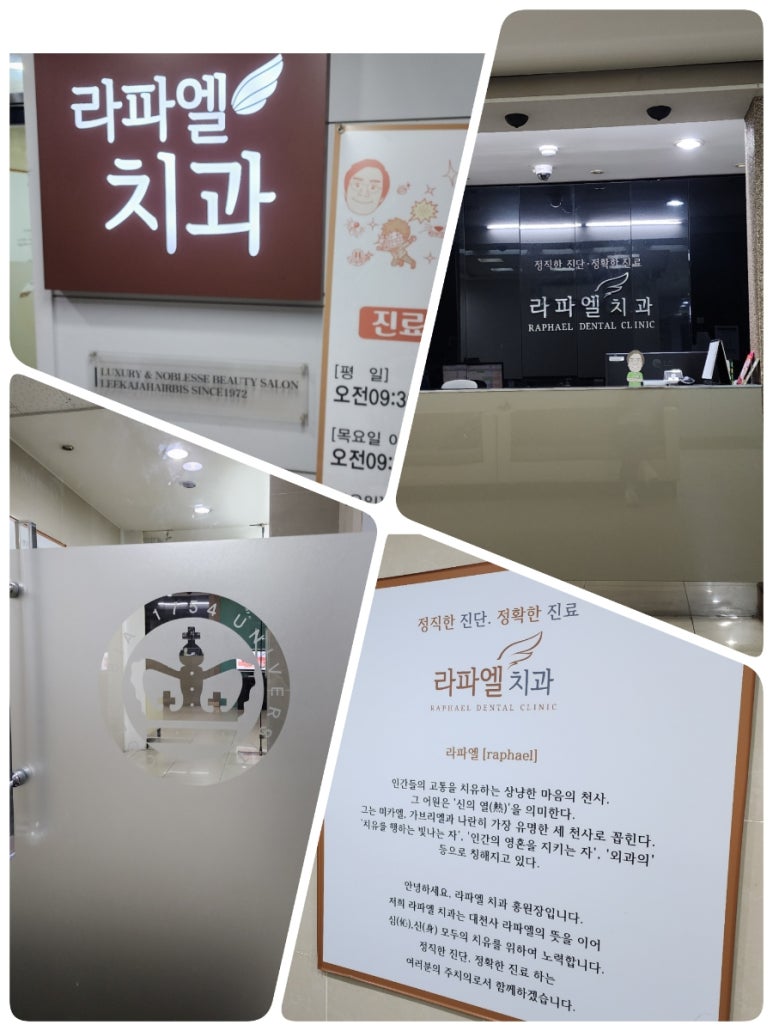 라파엘
치과
LUXURY & NOBLESSE BEAUTY SALON
LEEKAJAHAIRBIS SINCE1972
진료
[평 일]
오전09:3
[목요일
오전09:
정직한 진단·정확한 진료
라파엘 치과
RAPHAEL DENTAL CLINIC
A 1754 UNIVERS
정직한 진단. 정확한 진료
라파엘 치과
RAPHAEL DENTAL CLINIC
라파엘 [raphael]
인간들의 고통을 치유하는 상냥한 마음의 천사.
그 어원은 '신의 열(熱)'을 의미한다.
그는 미카엘, 가브리엘과 나란히 가장 유명한 세 천사로 꼽힌다.
'치유를 행하는 빛나는 자', '인간의 영혼을 지키는 자', '외과의'
등으로 칭해지고 있다.
안녕하세요. 라파엘 치과 홍원장입니다.
저희 라파엘 치과는 대천사 라파엘의 뜻을 이어
심(心),신(身) 모두의 치유를 위하여 노력합니다.
정직한 진단, 정확한 진료 하는
여러분의 주치의로서 함께하겠습니다.